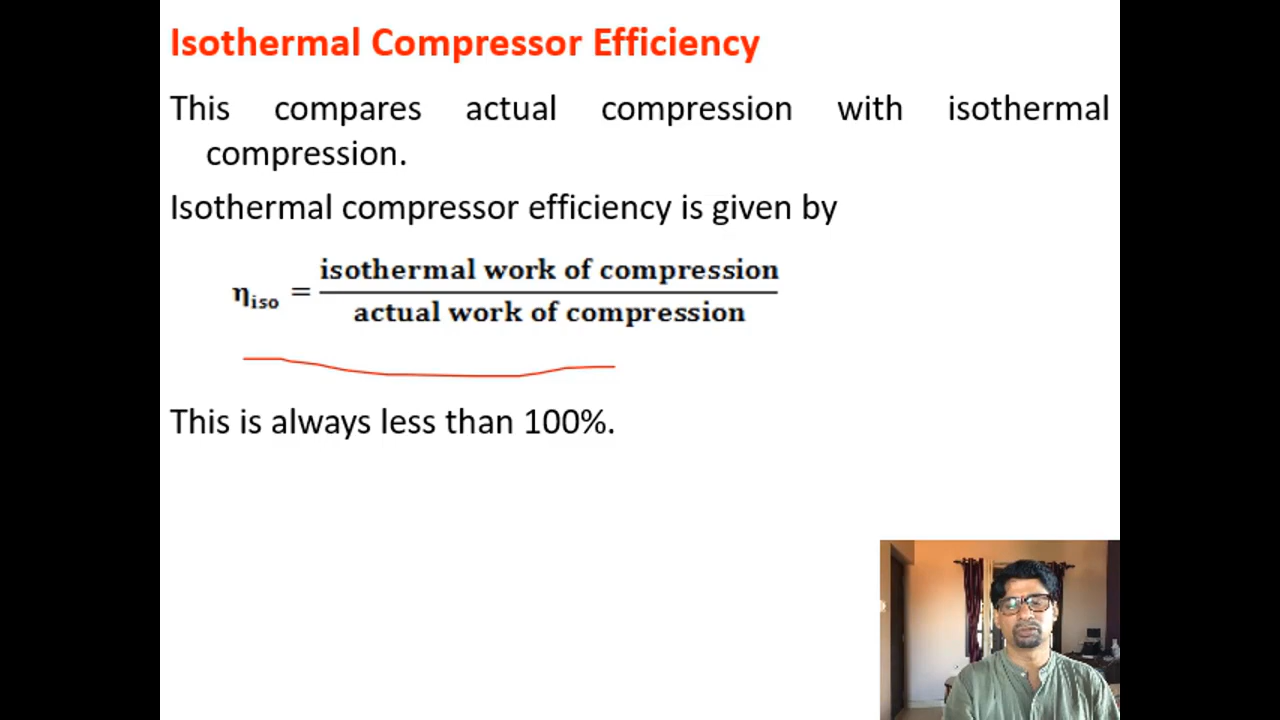 Isothermal Compressor Efficiency
This compares actual compression with isothermal
compression.
Isothermal compressor efficiency is given by
η_iso = isothermal work of compression / actual work of compression
This is always less than 100%.